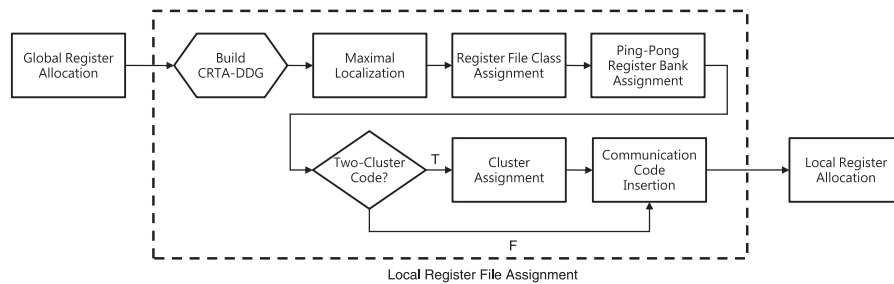 Global Register
Allocation
Build
CRTA-DDG
Maximal
Localization
Register File Class
Assignment
Ping-Pong
Register Bank
Assignment
Two-Cluster
Code?
T
Cluster
Assignment
Communication
Code
Insertion
Local Register
Allocation
F
Local Register File Assignment